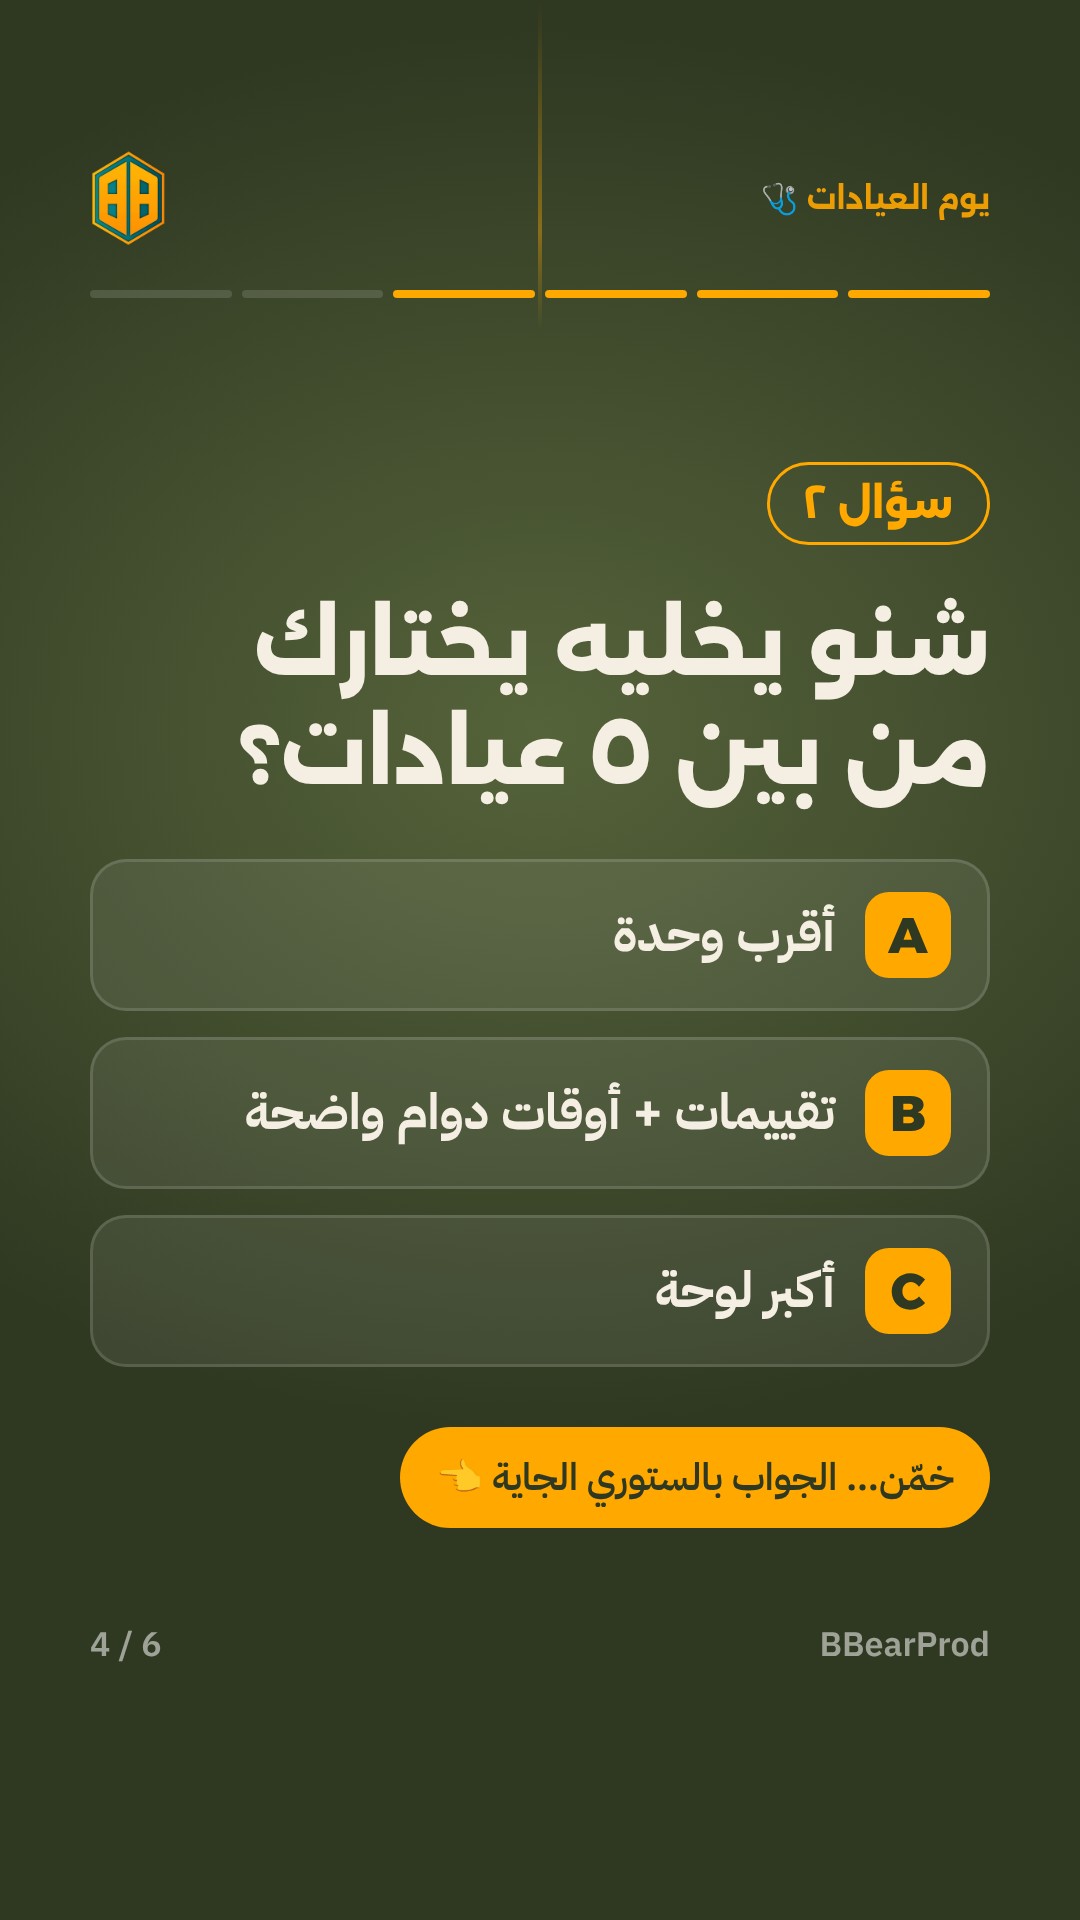 يوم العيادات 🩺
سؤال ٢
شنو يخليه يختارك
من بين ٥ عيادات؟
A أقرب وحدة
B تقييمات + أوقات دوام واضحة
C أكبر لوحة
خمّن... الجواب بالستوري الجاية 👈
BBearProd
4 / 6